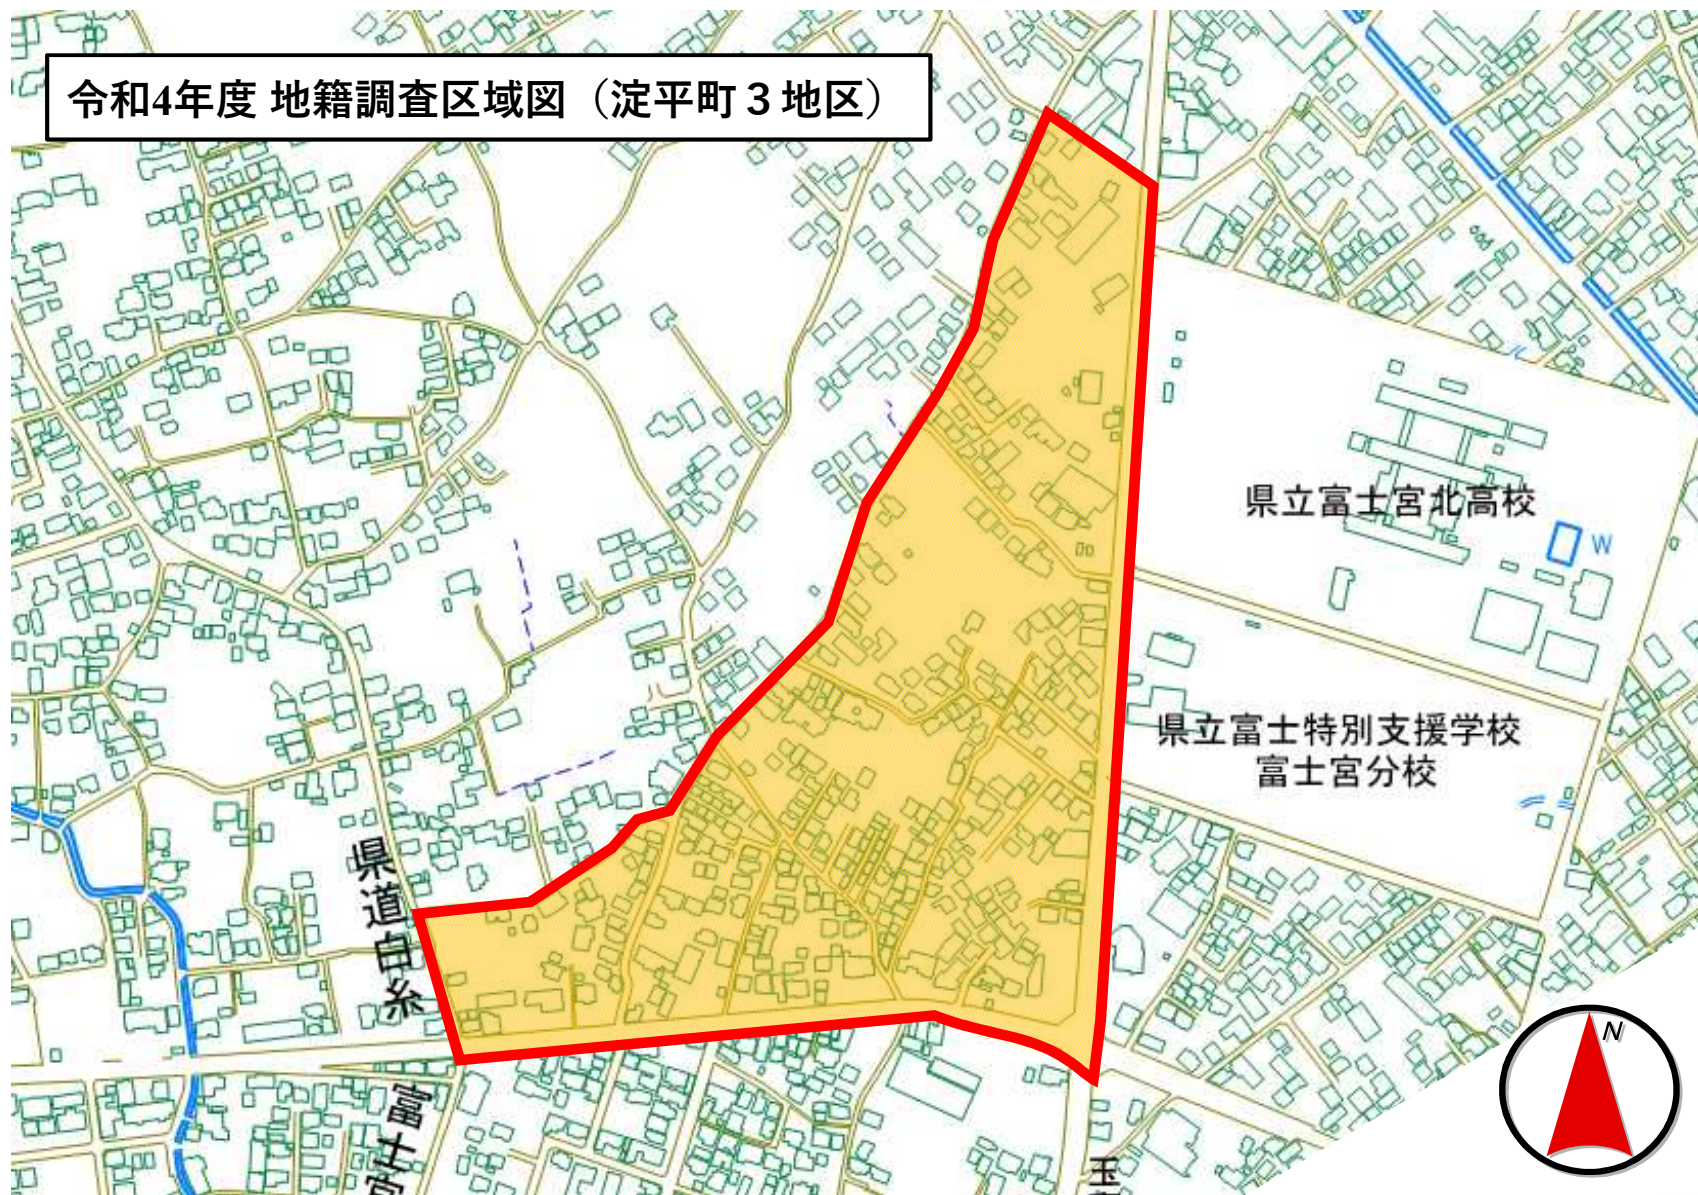 令和4年度 地籍調査区域図（淀平町３地区）
N
県立富士宮北高校
W
県立富士特別支援学校
富士宮分校
県道白糸
富士宮
玉